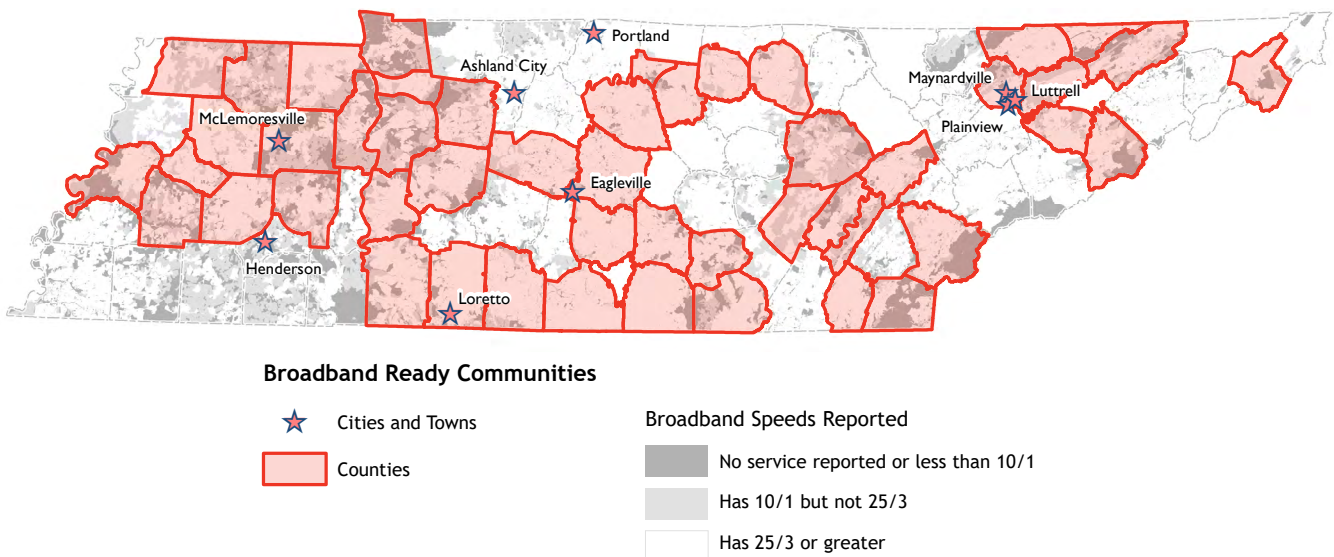 Portland
Ashland City
Maynardville
Luttrell
McLemoresville
Plainview
Eagleville
Henderson
Loretto
Broadband Ready Communities
Cities and Towns
Counties
Broadband Speeds Reported
No service reported or less than 10/1
Has 10/1 but not 25/3
Has 25/3 or greater